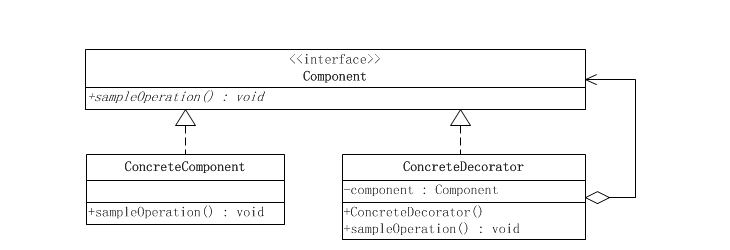 <<interface>>
Component
+sampleOperation() : void
ConcreteComponent
+sampleOperation() : void
ConcreteDecorator
-component : Component
+ConcreteDecorator()
+sampleOperation() : void